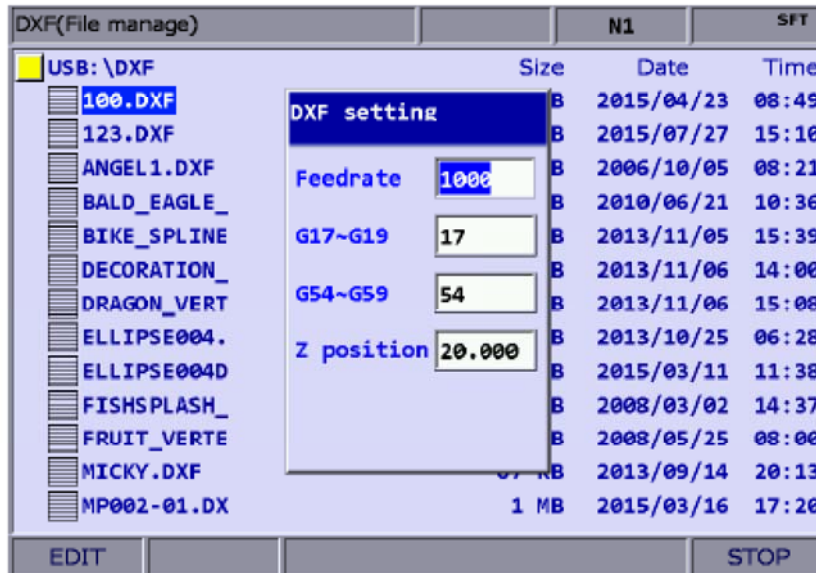 DXF(File manage) N1 SFT
USB:\DXF Size Date Time
100.DXF B 2015/04/23 08:49
123.DXF B 2015/07/27 15:10
ANGEL1.DXF B 2006/10/05 08:21
BALD_EAGLE_ B 2010/06/21 10:36
BIKE_SPLINE B 2013/11/05 15:39
DECORATION_ B 2013/11/06 14:00
DRAGON_VERT B 2013/11/06 15:08
ELLIPSE004. B 2013/10/25 06:28
ELLIPSE004D B 2015/03/11 11:38
FISHSPLASH_ B 2008/03/02 14:37
FRUIT_VERTE B 2008/05/25 08:00
MICKY.DXF KB 2013/09/14 20:13
MP002-01.DX 1 MB 2015/03/16 17:20
DXF setting
Feedrate 1000
G17~G19 17
G54~G59 54
Z position 20.000
EDIT STOP